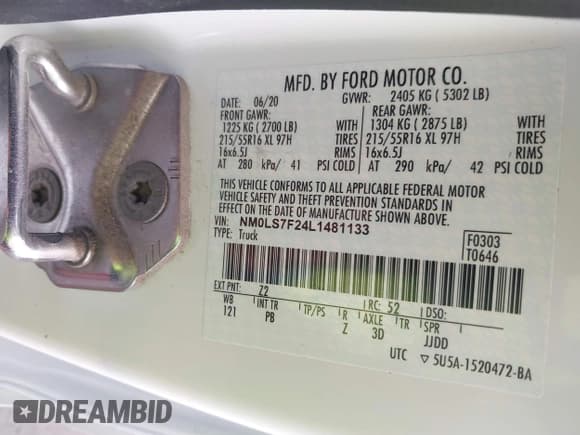 MFD. BY FORD MOTOR CO.
DATE: 06/20 GVWR: 2405 KG ( 5302 LB)
FRONT GAWR: REAR GAWR:
1225 KG ( 2700 LB) WITH 1304 KG ( 2875 LB) WITH
215/55R16 XL 97H TIRES 215/55R16 XL 97H TIRES
16x6.5J RIMS 16x6.5J RIMS
AT 280 kPa/ 41 PSI COLD AT 290 kPa/ 42 PSI COLD
THIS VEHICLE CONFORMS TO ALL APPLICABLE FEDERAL MOTOR
VEHICLE SAFETY AND THEFT PREVENTION STANDARDS IN
EFFECT ON THE DATE OF MANUFACTURE SHOWN ABOVE.
VIN: NM0LS7F24L1481133
TYPE: Truck
F0303
T0646
EXT PNT: Z2 RC: 52 DSO:
WB INT TR TP/PS R AXLE TR SPR
121 PB Z 3D JJDD
UTC ▽5U5A-1520472-BA
DREAMBID